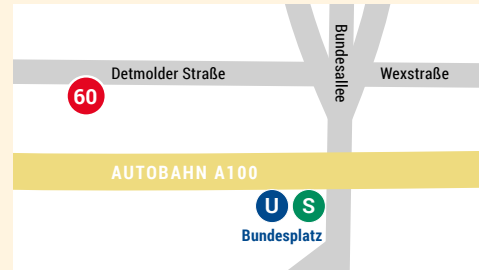 Bundesallee
Detmolder Straße
Wexstraße
60
AUTOBAHN A100
U S
Bundesplatz